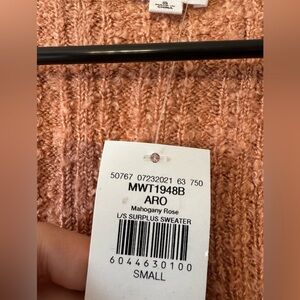 50767 07232021 63 750
MWT1948B
ARO
Mahogany Rose
L/S SURPLUS SWEATER
6044630100
SMALL